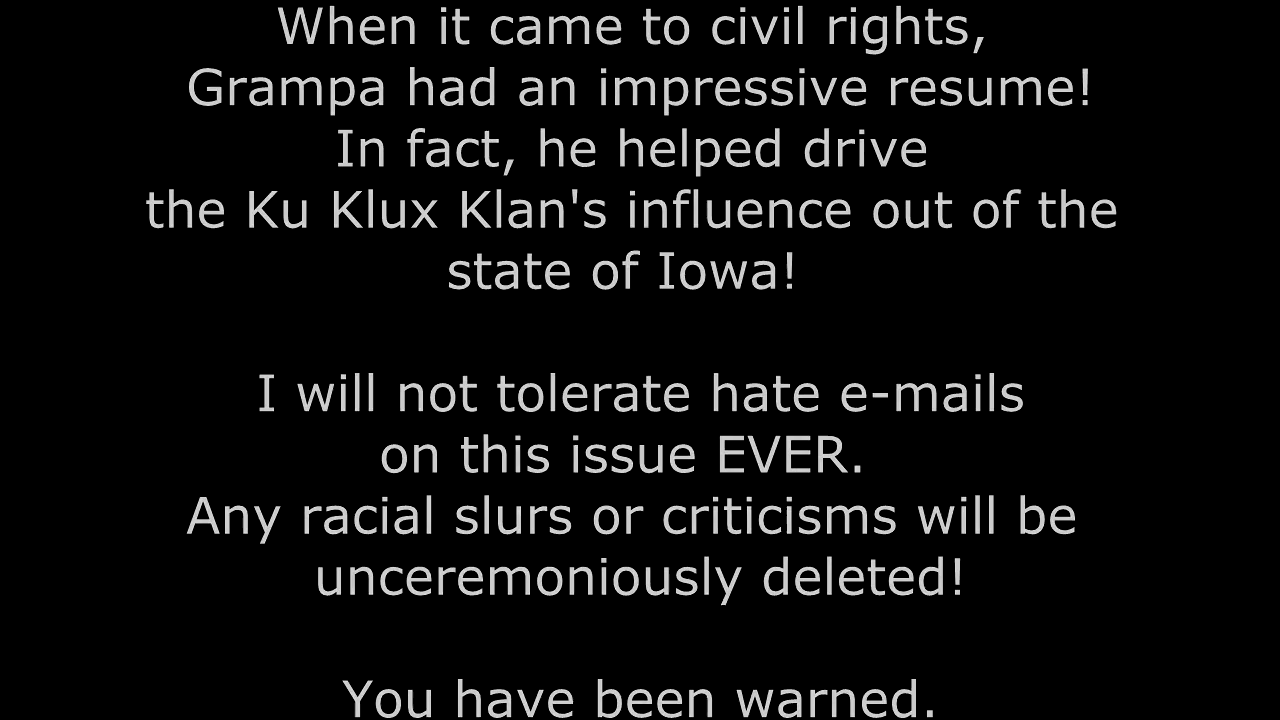 When it came to civil rights,
Grampa had an impressive resume!
In fact, he helped drive
the Ku Klux Klan's influence out of the
state of Iowa!
I will not tolerate hate e-mails
on this issue EVER.
Any racial slurs or criticisms will be
unceremoniously deleted!
You have been warned.